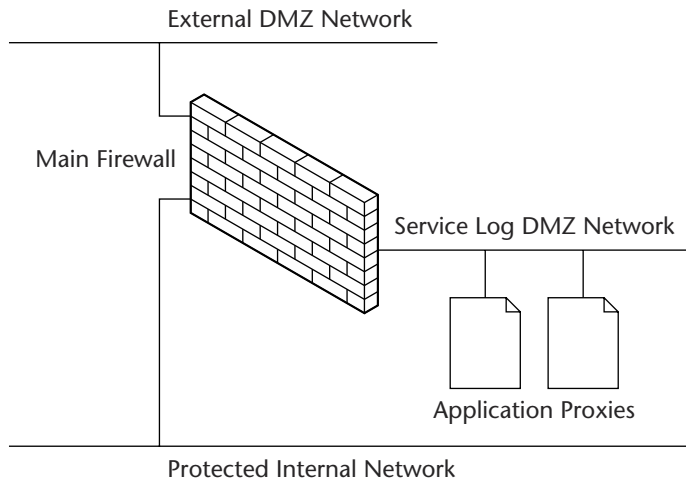 External DMZ Network
Main Firewall
Service Log DMZ Network
Application Proxies
Protected Internal Network